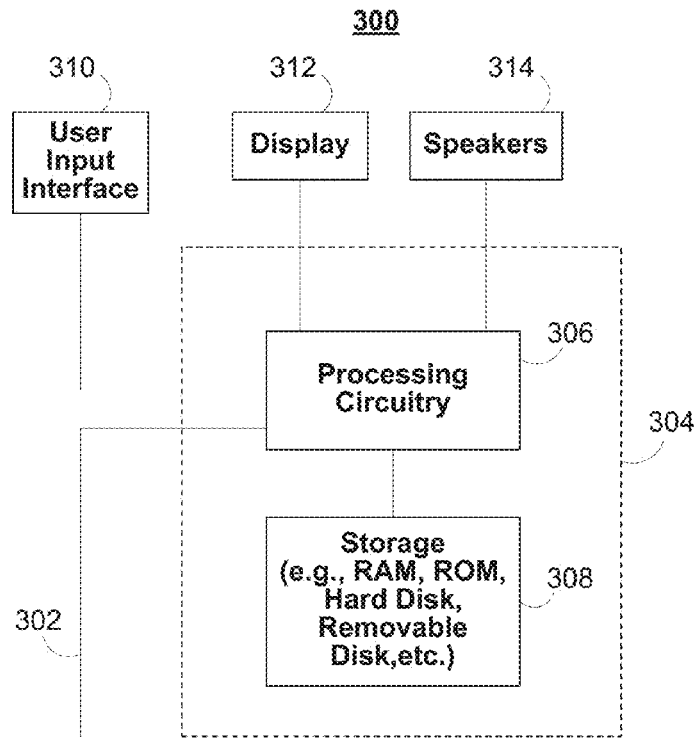 300
310
312
314
User
Input
Interface
Display
Speakers
306
Processing
Circuitry
304
Storage
(e.g., RAM, ROM,
Hard Disk,
Removable
Disk,etc.)
308
302